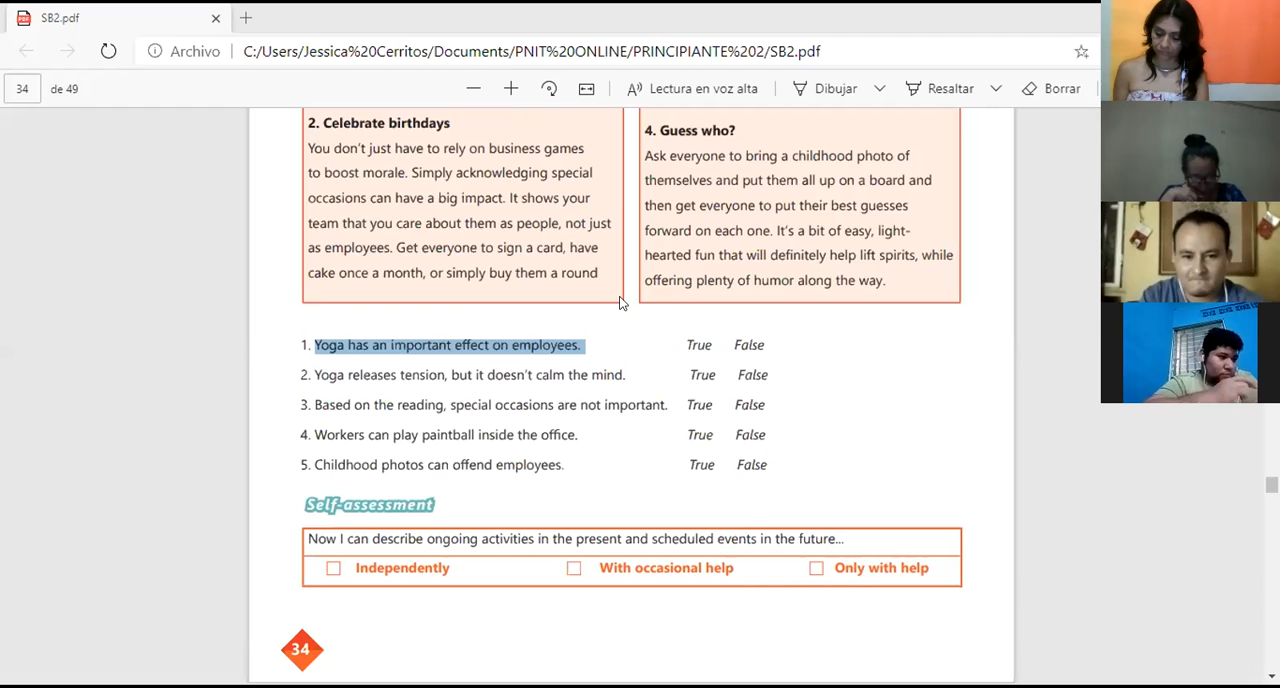 SB2.pdf
Archivo
C:/Users/Jessica%20Cerritos/Documents/PNIT%20ONLINE/PRINCIPIANTE%202/SB2.pdf
34
de 49
Lectura en voz alta
Dibujar
Resaltar
Borrar
2. Celebrate birthdays
You don't just have to rely on business games
to boost morale. Simply acknowledging special
occasions can have a big impact. It shows your
team that you care about them as people, not just
as employees. Get everyone to sign a card, have
cake once a month, or simply buy them a round
4. Guess who?
Ask everyone to bring a childhood photo of
themselves and put them all up on a board and
then get everyone to put their best guesses
forward on each one. It's a bit of easy, light-
hearted fun that will definitely help lift spirits, while
offering plenty of humor along the way.
1. Yoga has an important effect on employees. True False
2. Yoga releases tension, but it doesn't calm the mind. True False
3. Based on the reading, special occasions are not important. True False
4. Workers can play paintball inside the office. True False
5. Childhood photos can offend employees. True False
Self-assessment
Now I can describe ongoing activities in the present and scheduled events in the future...
Independently
With occasional help
Only with help
34